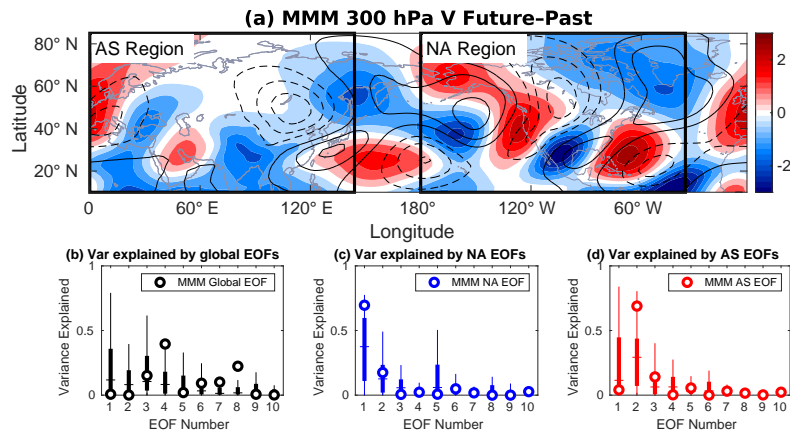 (a) MMM 300 hPa V Future–Past
AS Region
NA Region
Latitude
80° N
60° N
40° N
20° N
0
60° E
120° E
180
120° W
60° W
Longitude
2
0
-2
(b) Var explained by global EOFs
MMM Global EOF
Variance Explained
1
0.5
0
1 2 3 4 5 6 7 8 9 10
EOF Number
(c) Var explained by NA EOFs
MMM NA EOF
Variance Explained
1
0.5
0
1 2 3 4 5 6 7 8 9 10
EOF Number
(d) Var explained by AS EOFs
MMM AS EOF
Variance Explained
1
0.5
0
1 2 3 4 5 6 7 8 9 10
EOF Number